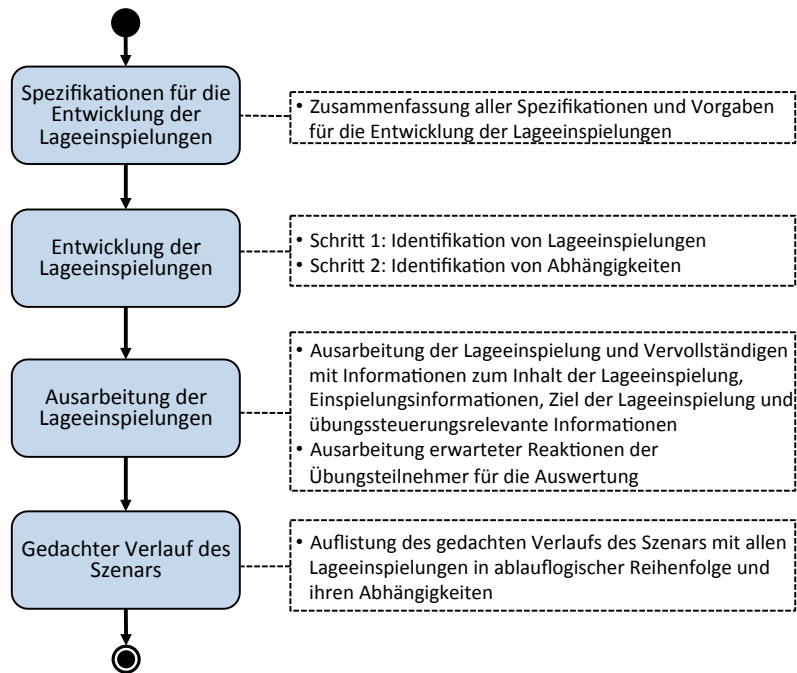 Spezifikationen für die
Entwicklung der
Lageeinspielungen
• Zusammenfassung aller Spezifikationen und Vorgaben
für die Entwicklung der Lageeinspielungen
Entwicklung der
Lageeinspielungen
• Schritt 1: Identifikation von Lageeinspielungen
• Schritt 2: Identifikation von Abhängigkeiten
Ausarbeitung der
Lageeinspielungen
• Ausarbeitung der Lageeinspielung und Vervollständigen
mit Informationen zum Inhalt der Lageeinspielung,
Einspielungsinformationen, Ziel der Lageeinspielung und
übungssteuerungsrelevante Informationen
• Ausarbeitung erwarteter Reaktionen der
Übungsteilnehmer für die Auswertung
Gedachter Verlauf des
Szenars
• Auflistung des gedachten Verlaufs des Szenars mit allen
Lageeinspielungen in ablauflogischer Reihenfolge und
ihren Abhängigkeiten